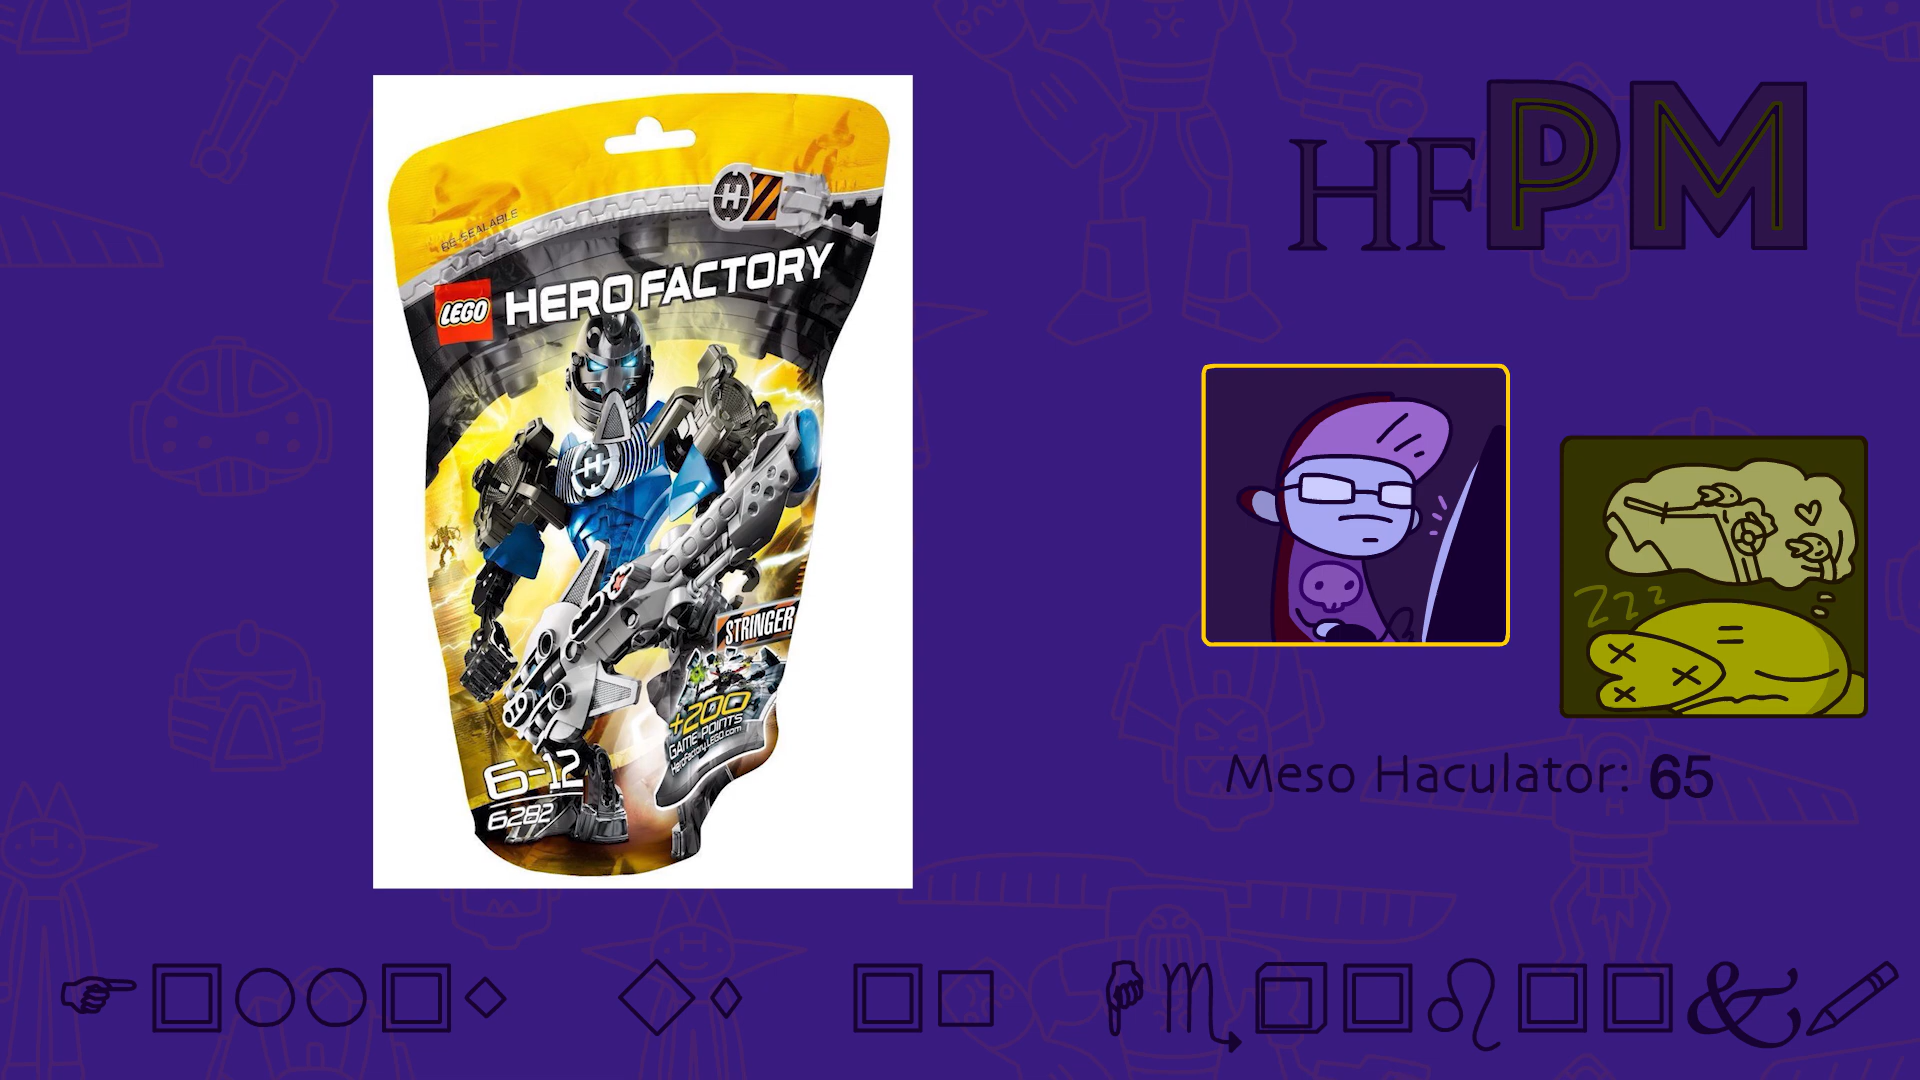 HFPM
RE-SEALABLE
H
LEGO HERO FACTORY
H
STRINGER
+200
GAME POINTS
HeroFactory.LEGO.com
6-12
6282
zzz
Meso Haculator: 65